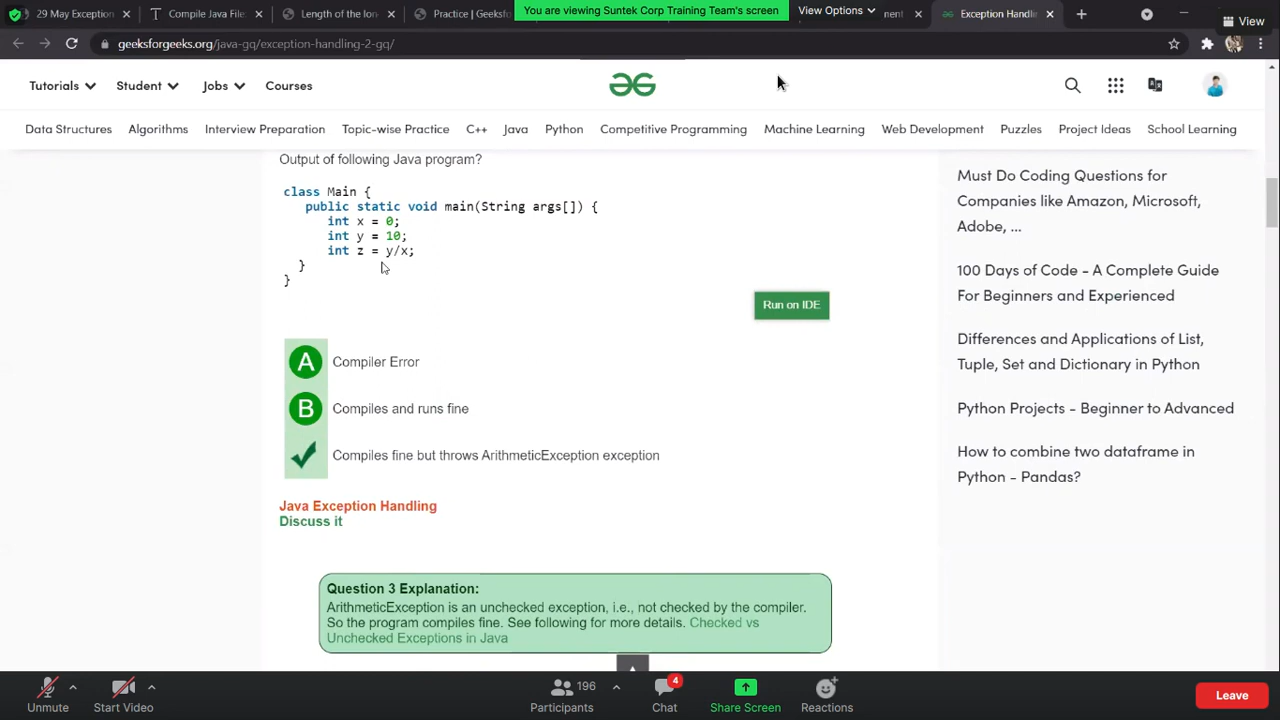 29 May Exception
Compile Java File
Length of the lon
Practice | Geeksf
You are viewing Suntek Corp Training Team's screen
View Options
ment
Exception Handle
View
geeksforgeeks.org/java-gq/exception-handling-2-gq/
Tutorials
Student
Jobs
Courses
Data Structures
Algorithms
Interview Preparation
Topic-wise Practice
C++
Java
Python
Competitive Programming
Machine Learning
Web Development
Puzzles
Project Ideas
School Learning
Output of following Java program?
class Main {
public static void main(String args[]) {
int x = 0;
int y = 10;
int z = y/x;
}
}
Run on IDE
A Compiler Error
B Compiles and runs fine
Compiles fine but throws ArithmeticException exception
Java Exception Handling
Discuss it
Question 3 Explanation:
ArithmeticException is an unchecked exception, i.e., not checked by the compiler.
So the program compiles fine. See following for more details. Checked vs
Unchecked Exceptions in Java
Must Do Coding Questions for
Companies like Amazon, Microsoft,
Adobe, ...
100 Days of Code - A Complete Guide
For Beginners and Experienced
Differences and Applications of List,
Tuple, Set and Dictionary in Python
Python Projects - Beginner to Advanced
How to combine two dataframe in
Python - Pandas?
Unmute
Start Video
196
Participants
4
Chat
Share Screen
Reactions
Leave